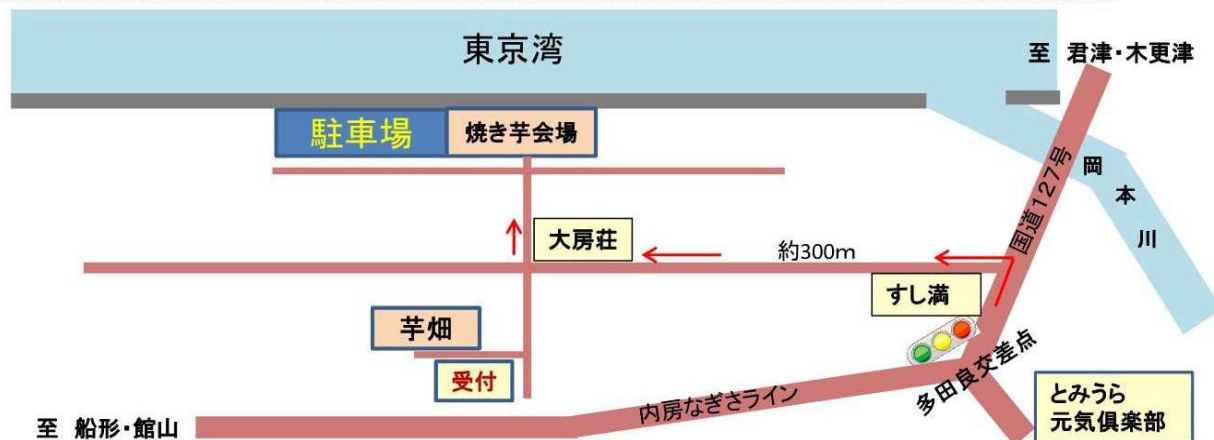 東京湾
至 君津・木更津
駐車場
焼き芋会場
岡本川
国道127号
大房荘
約300m
すし満
芋畑
受付
多田良交差点
内房なぎさライン
とみうら
元気倶楽部
至 船形・館山